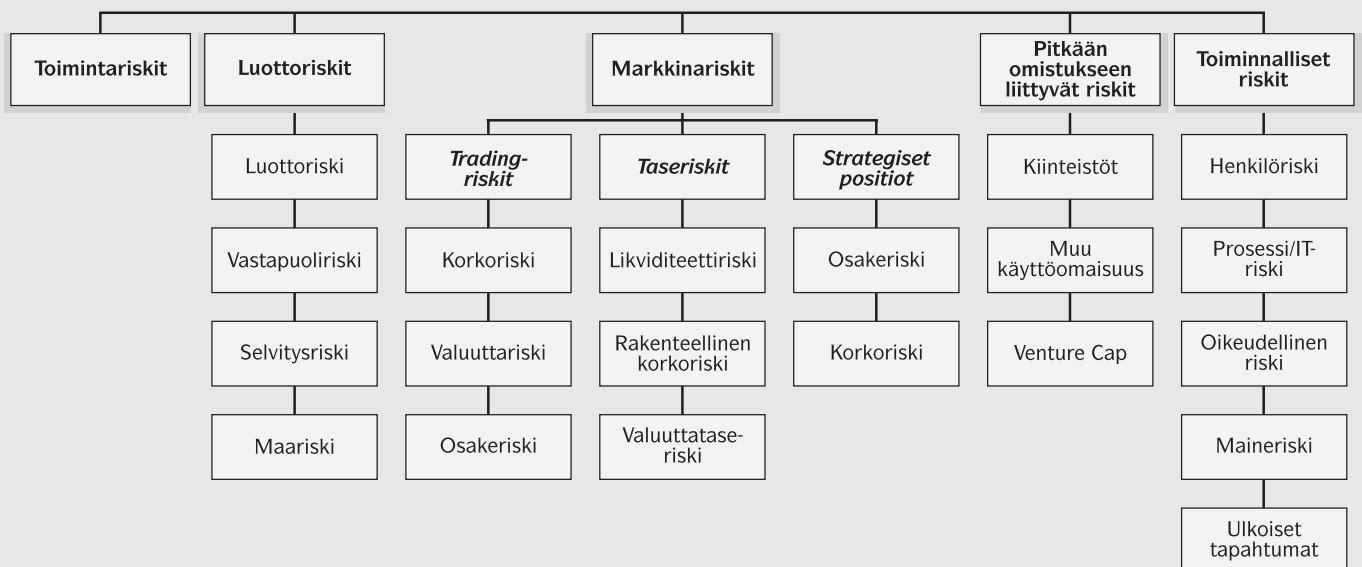 Toimintariskit
Luottoriskit
Markkinariskit
Pitkään
omistukseen
liittyvät riskit
Toiminnalliset
riskit
Luottoriski
Trading-
riskit
Taseriskit
Strategiset
positiot
Kiinteistöt
Henkilöriski
Vastapuoliriski
Korkoriski
Likviditeettiriski
Osakeriski
Muu
käyttöomaisuus
Prosessi/IT-
riski
Selvitysriski
Valuuttariski
Rakenteellinen
korkoriski
Korkoriski
Venture Cap
Oikeudellinen
riski
Maariski
Osakeriski
Valuuttatase-
riski
Maineriski
Ulkoiset
tapahtumat